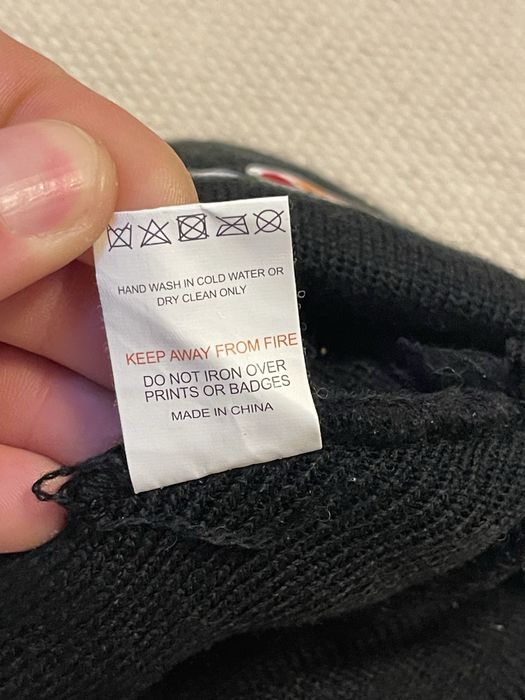 HAND WASH IN COLD WATER OR
DRY CLEAN ONLY
KEEP AWAY FROM FIRE
DO NOT IRON OVER
PRINTS OR BADGES
MADE IN CHINA